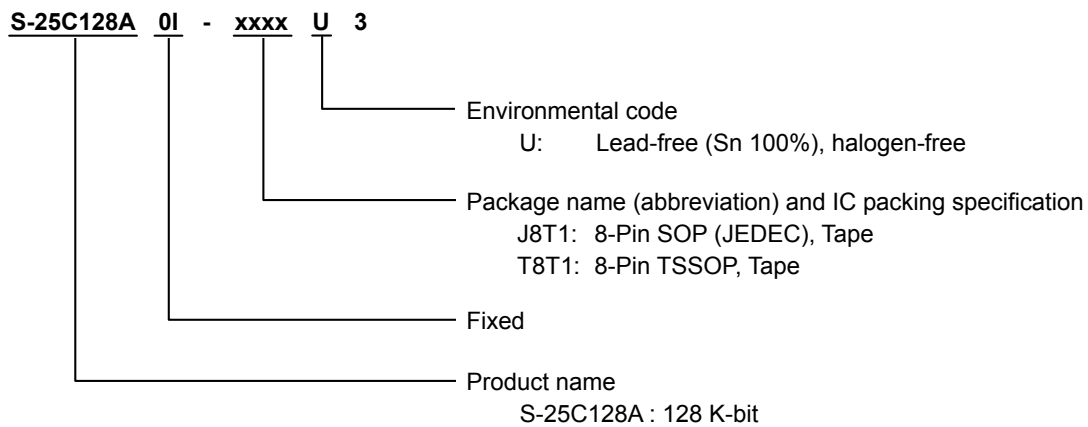 S-25C128A 0I - xxxx U 3
Environmental code
U: Lead-free (Sn 100%), halogen-free
Package name (abbreviation) and IC packing specification
J8T1: 8-Pin SOP (JEDEC), Tape
T8T1: 8-Pin TSSOP, Tape
Fixed
Product name
S-25C128A : 128 K-bit